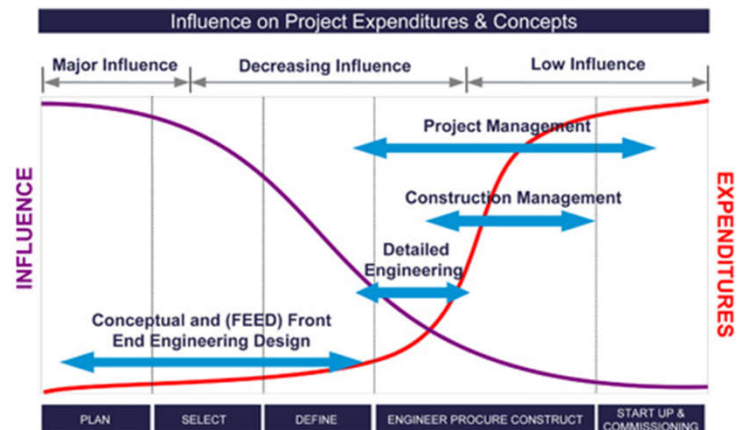 Influence on Project Expenditures & Concepts
Major Influence
Decreasing Influence
Low Influence
Project Management
Construction Management
Detailed
Engineering
Conceptual and (FEED) Front
End Engineering Design
INFLUENCE
EXPENDITURES
PLAN
SELECT
DEFINE
ENGINEER PROCURE CONSTRUCT
START UP &
COMMISSIONING